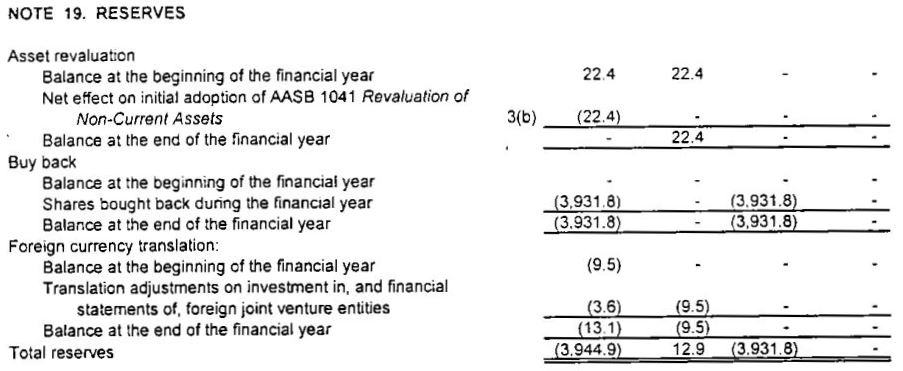 NOTE 19. RESERVES
Asset revaluation
Balance at the beginning of the financial year 22.4 22.4 - -
Net effect on initial adoption of AASB 1041 Revaluation of
Non-Current Assets 3(b) (22.4) - - -
Balance at the end of the financial year - 22.4 - -
Buy back
Balance at the beginning of the financial year - - - -
Shares bought back during the financial year (3,931.8) - (3.931.8) -
Balance at the end of the financial year (3.931.8) - (3,931.8) -
Foreign currency translation:
Balance at the beginning of the financial year (9.5) - - -
Translation adjustments on investment in, and financial
statements of, foreign joint venture entities (3.6) (9.5) - -
Balance at the end of the financial year (13.1) (9.5) - -
Total reserves (3.944.9) 12.9 (3.931.8) -